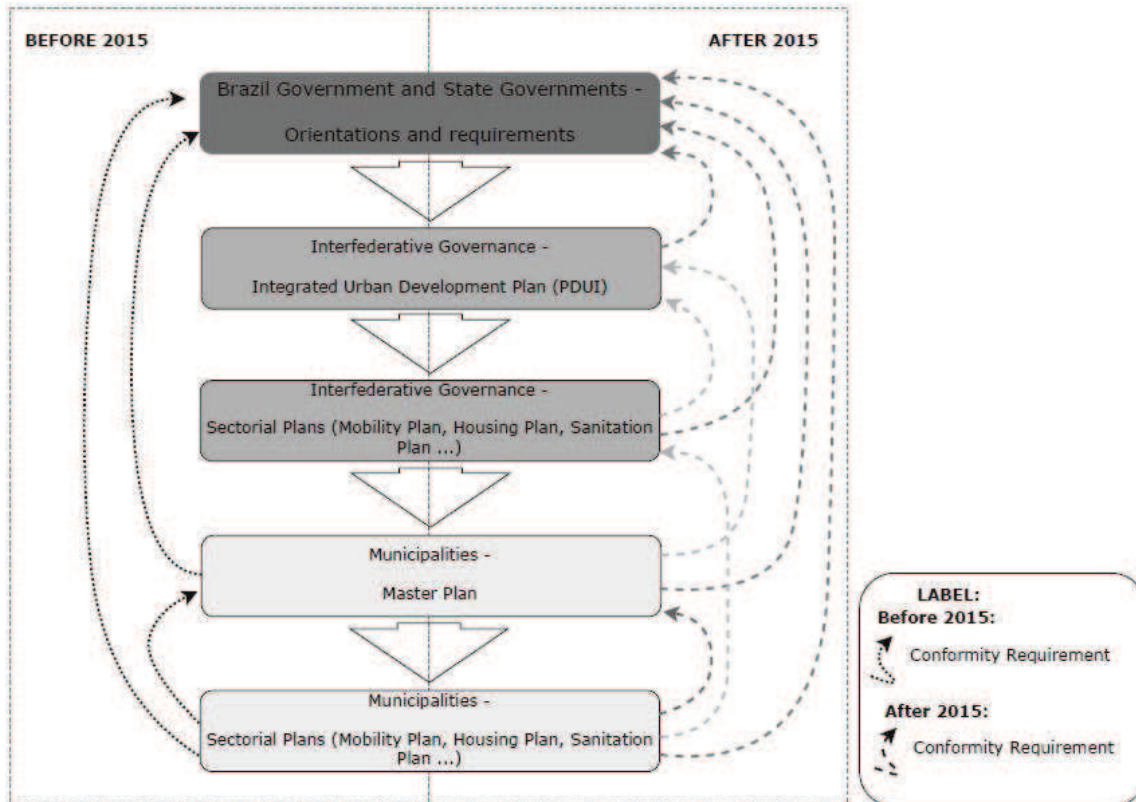 BEFORE 2015
AFTER 2015
Brazil Government and State Governments -
Orientations and requirements
Interfederative Governance -
Integrated Urban Development Plan (PDUI)
Interfederative Governance -
Sectorial Plans (Mobility Plan, Housing Plan, Sanitation
Plan ...)
Municipalities -
Master Plan
Municipalities -
Sectorial Plans (Mobility Plan, Housing Plan, Sanitation
Plan ...)
LABEL:
Before 2015:
Conformity Requirement
After 2015:
Conformity Requirement